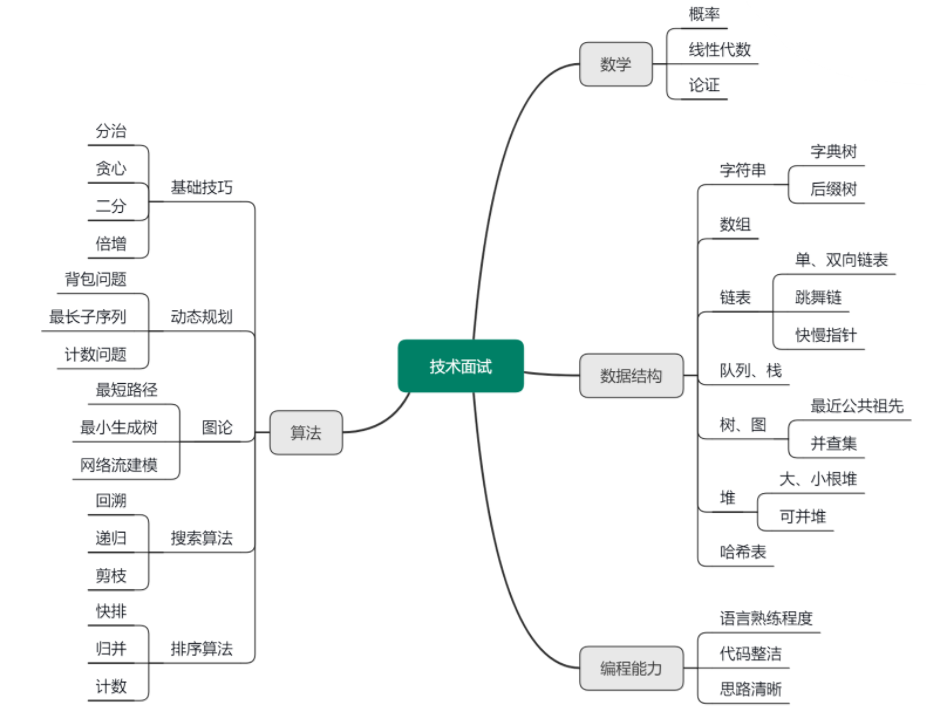 技术面试
数学
概率
线性代数
论证
数据结构
字符串
字典树
后缀树
数组
链表
单、双向链表
跳舞链
快慢指针
队列、栈
树、图
最近公共祖先
并查集
堆
大、小根堆
可并堆
哈希表
编程能力
语言熟练程度
代码整洁
思路清晰
算法
基础技巧
分治
贪心
二分
倍增
动态规划
背包问题
最长子序列
计数问题
图论
最短路径
最小生成树
网络流建模
搜索算法
回溯
递归
剪枝
排序算法
快排
归并
计数